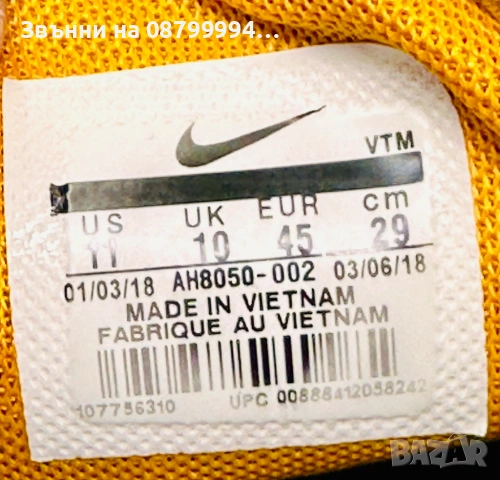 Звънни на 08799994...
VTM
US UK EUR cm
11 10 45 29
01/03/18 AH8050-002 03/06/18
MADE IN VIETNAM
FABRIQUE AU VIETNAM
107756310 UPC 00888412058242
BAZAR